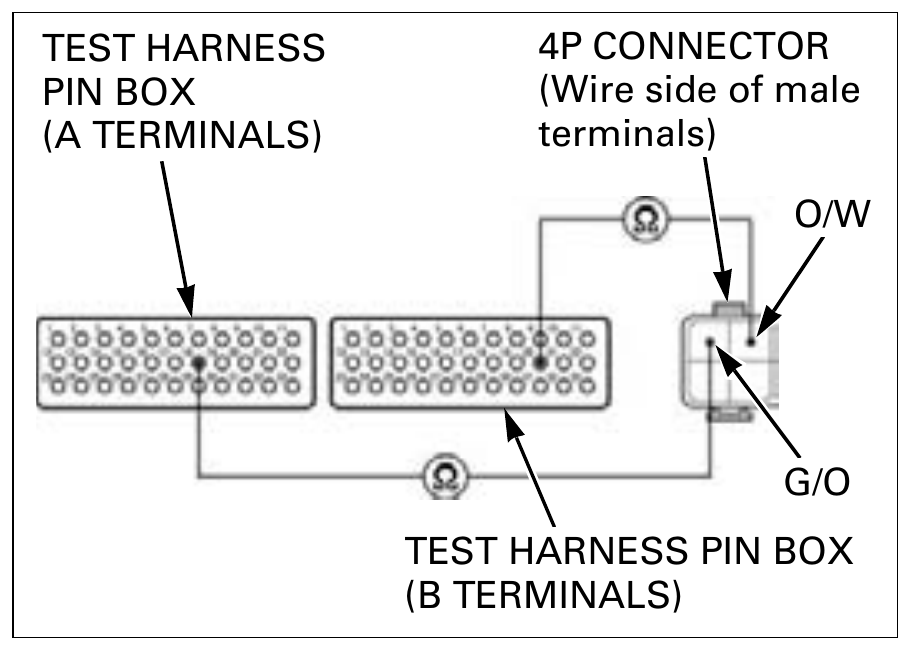 TEST HARNESS
PIN BOX
(A TERMINALS)
4P CONNECTOR
(Wire side of male
terminals)
O/W
Ω
Ω
G/O
TEST HARNESS PIN BOX
(B TERMINALS)